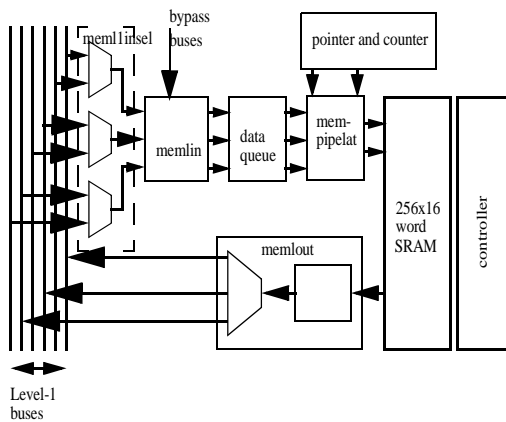 bypass
buses
meml1insel
pointer and counter
memlin
data
queue
mem-
pipelat
256x16
word
SRAM
controller
memlout
Level-1
buses